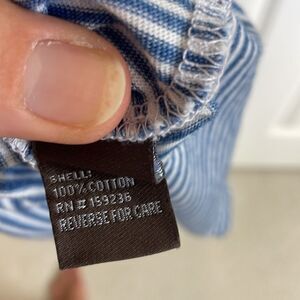 SHELL:
100% COTTON
RN # 159236
REVERSE FOR CARE